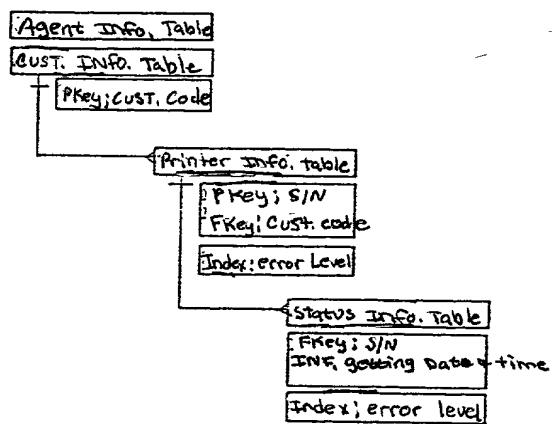 Agent Info. Table
CUST. INFO. Table
PKey; CUST. Code
Printer Info. table
PKey; S/N
FKey; Cust. code
Index: error Level
Status Info. Table
FKey; S/N
INF. getting Date & time
Index; error level